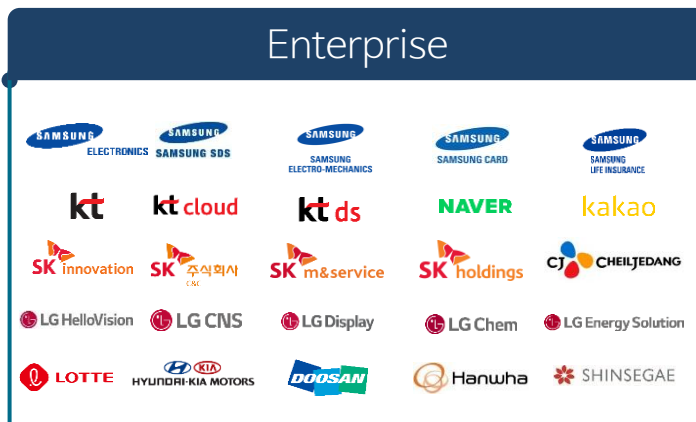 Enterprise
SAMSUNG
ELECTRONICS
SAMSUNG
SAMSUNG SDS
SAMSUNG
SAMSUNG
ELECTRO-MECHANICS
SAMSUNG
SAMSUNG CARD
SAMSUNG
SAMSUNG
LIFE INSURANCE
kt
kt cloud
kt ds
NAVER
kakao
SK innovation
SK 주식회사
C&C
SK m&service
SK holdings
CJ CHEILJEDANG
LG HelloVision
LG CNS
LG Display
LG Chem
LG Energy Solution
LOTTE
HYUNDAI KIA
HYUNDAI·KIA MOTORS
DOOSAN
Hanwha
SHINSEGAE